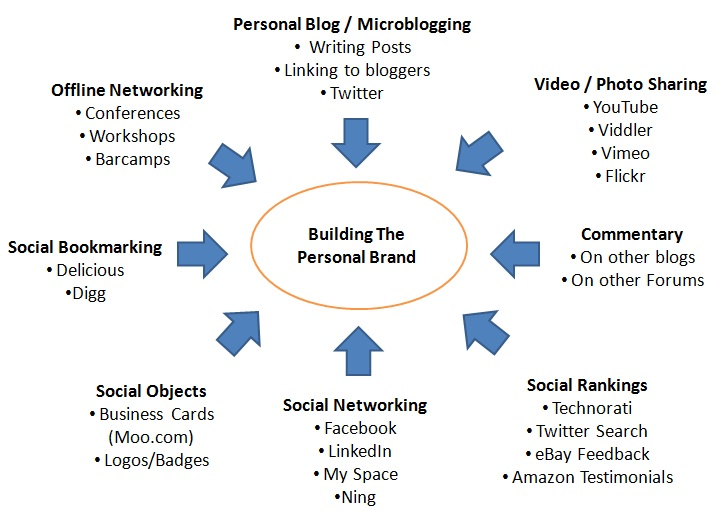 Personal Blog / Microblogging
• Writing Posts
• Linking to bloggers
• Twitter
Offline Networking
• Conferences
• Workshops
• Barcamps
Video / Photo Sharing
• YouTube
• Viddler
• Vimeo
• Flickr
Social Bookmarking
• Delicious
•Digg
Building The
Personal Brand
Commentary
• On other blogs
• On other Forums
Social Objects
• Business Cards
(Moo.com)
• Logos/Badges
Social Networking
• Facebook
• LinkedIn
• My Space
•Ning
Social Rankings
• Technorati
• Twitter Search
• eBay Feedback
• Amazon Testimonials